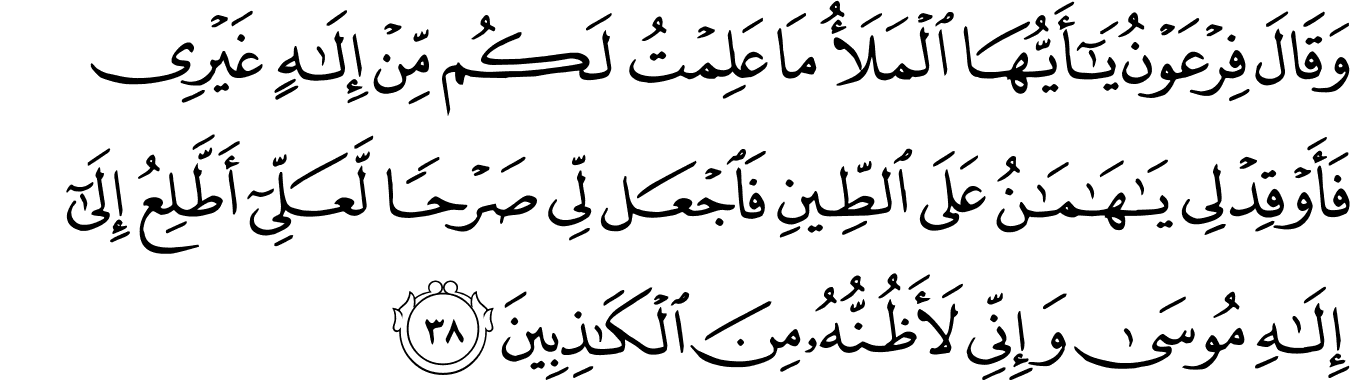 وَقَالَ فِرْعَوْنُ يَـٰٓأَيُّهَا ٱلْمَلَأُ مَا عَلِمْتُ لَكُم مِّنْ إِلَـٰهٍ غَيْرِى
فَأَوْقِدْ لِى يَـٰهَـٰمَـٰنُ عَلَى ٱلطِّينِ فَٱجْعَل لِّى صَرْحًا لَّعَلِّىٓ أَطَّلِعُ إِلَىٰٓ
إِلَـٰهِ مُوسَىٰ وَإِنِّى لَأَظُنُّهُۥ مِنَ ٱلْكَـٰذِبِينَ ٣٨